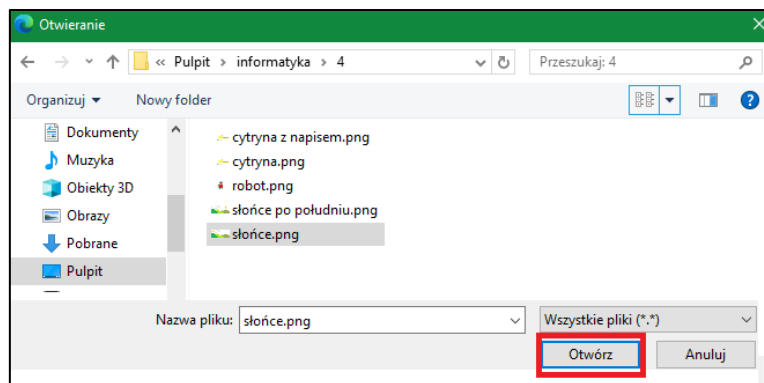 Otwieranie
« Pulpit > informatyka > 4
Przeszukaj: 4
Organizuj
Nowy folder
Dokumenty
Muzyka
Obiekty 3D
Obrazy
Pobrane
Pulpit
cytryna z napisem.png
cytryna.png
robot.png
słońce po południu.png
słońce.png
Nazwa pliku: słońce.png
Wszystkie pliki (*.*)
Otwórz
Anuluj